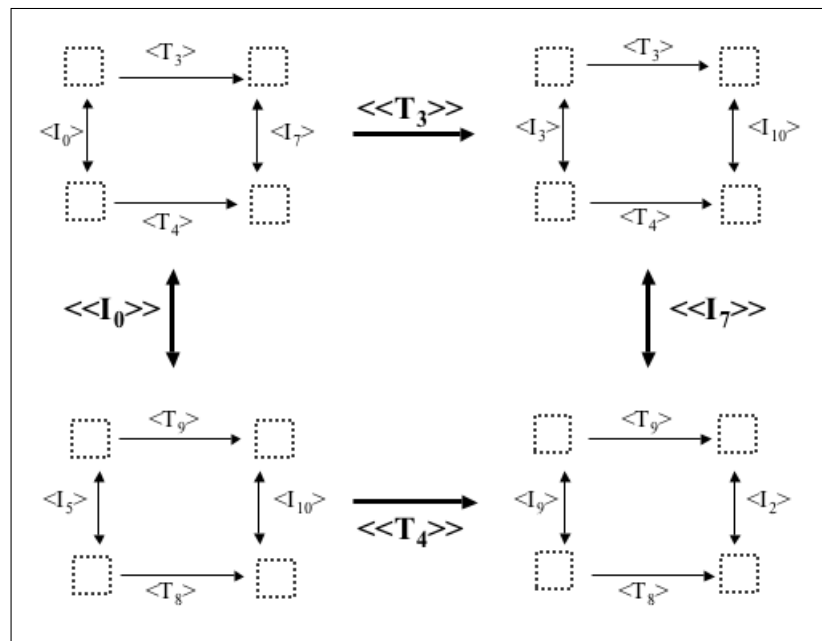 <T₃> <T₃>
<<T₃>>
<I₀> <I₇> <I₃> <I₁₀>
<T₄> <T₄>
<<I₀>> <<I₇>>
<T₉> <T₉>
<I₅> <I₁₀> <I₉> <I₂>
<<T₄>>
<T₈> <T₈>